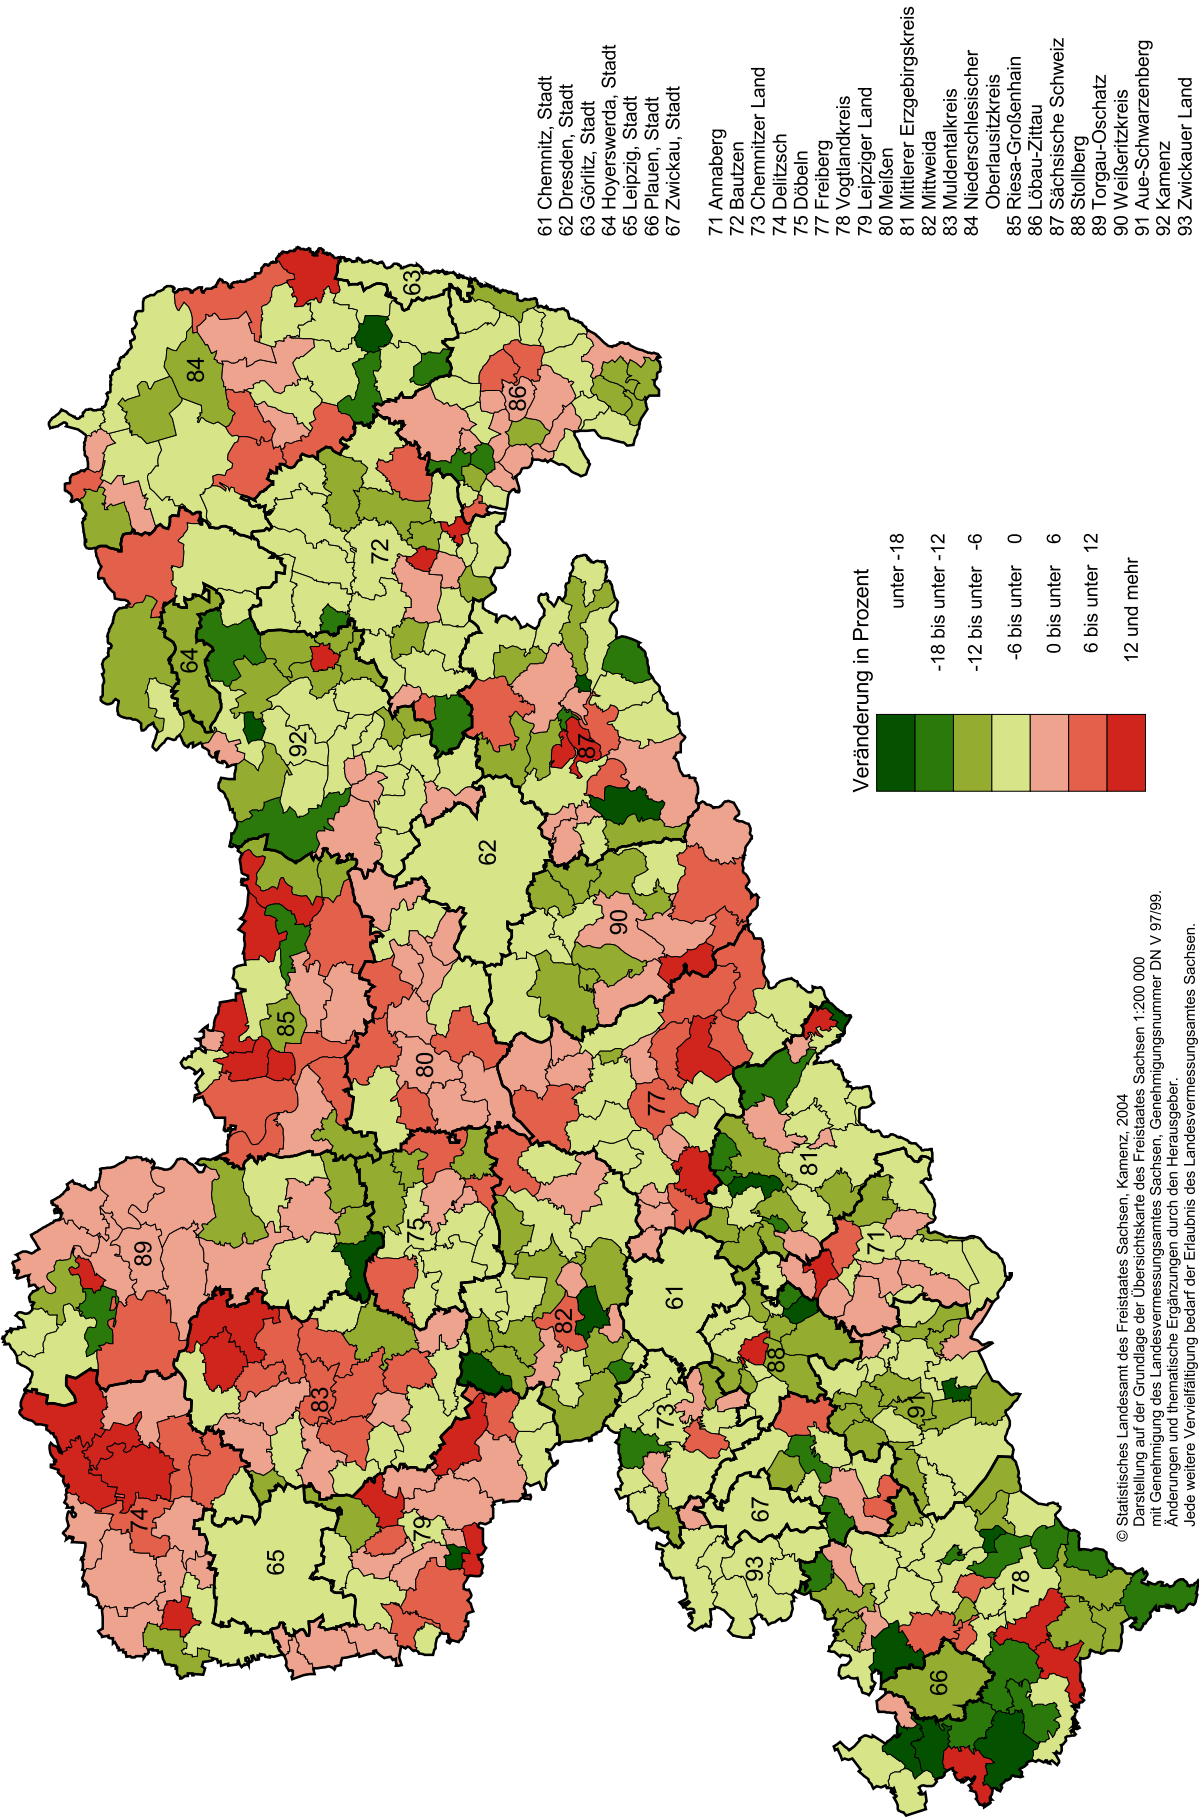 61 Chemnitz, Stadt
62 Dresden, Stadt
63 Görlitz, Stadt
64 Hoyerswerda, Stadt
65 Leipzig, Stadt
66 Plauen, Stadt
67 Zwickau, Stadt
71 Annaberg
72 Bautzen
73 Chemnitzer Land
74 Delitzsch
75 Döbeln
77 Freiberg
78 Vogtlandkreis
79 Leipziger Land
80 Meißen
81 Mittlerer Erzgebirgskreis
82 Mittweida
83 Muldentalkreis
84 Niederschlesischer
Oberlausitzkreis
85 Riesa-Großenhain
86 Löbau-Zittau
87 Sächsische Schweiz
88 Stollberg
89 Torgau-Oschatz
90 Weißeritzkreis
91 Aue-Schwarzenberg
92 Kamenz
93 Zwickauer Land
Veränderung in Prozent
unter -18
-18 bis unter -12
-12 bis unter -6
-6 bis unter 0
0 bis unter 6
6 bis unter 12
12 und mehr
© Statistisches Landesamt des Freistaates Sachsen, Kamenz, 2004
Darstellung auf der Grundlage der Übersichtskarte des Freistaates Sachsen 1:200 000
mit Genehmigung des Landesvermessungsamtes Sachsen, Genehmigungsnummer DN V 97/99.
Änderungen und thematische Ergänzungen durch den Herausgeber.
Jede weitere Vervielfältigung bedarf der Erlaubnis des Landesvermessungsamtes Sachsen.
74
89
64
84
65
83
85
92
72
63
79
75
80
62
86
82
61
77
90
87
93
67
73
88
71
81
66
78
91